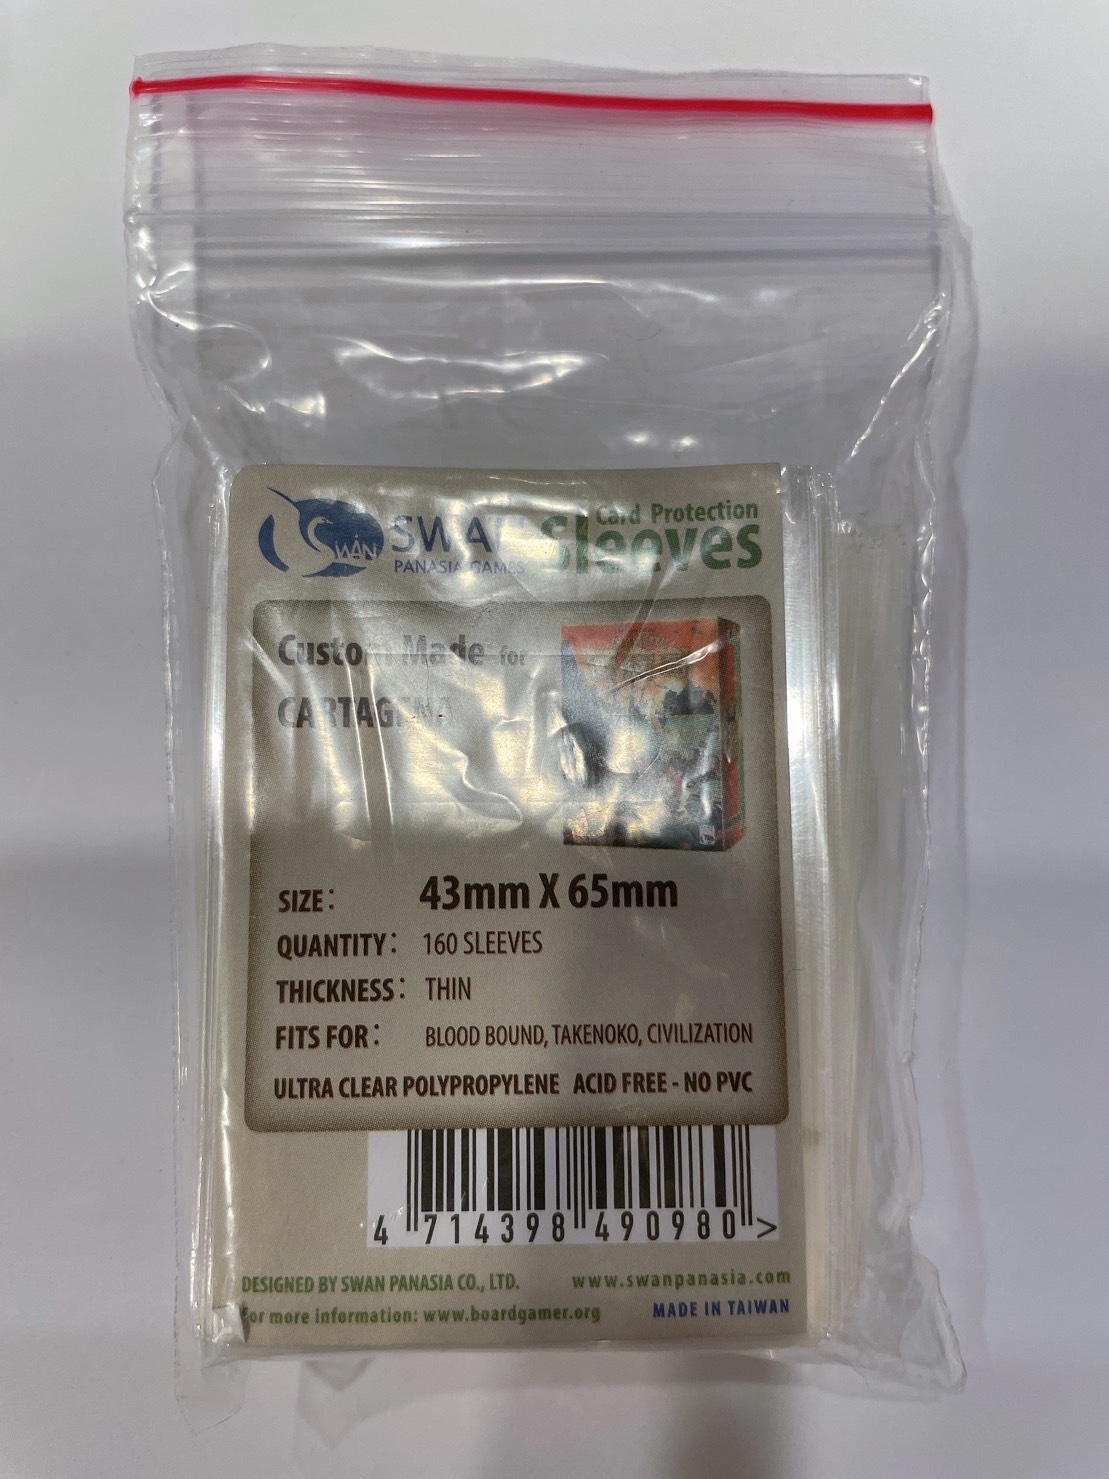 SWAN
SWAN
PANASIA GAMES
Card Protection
Sleeves
Custom Made for
CARTAGENA
SIZE: 43mm X 65mm
QUANTITY: 160 SLEEVES
THICKNESS: THIN
FITS FOR: BLOOD BOUND, TAKENOKO, CIVILIZATION
ULTRA CLEAR POLYPROPYLENE ACID FREE - NO PVC
4 714398 490980 >
DESIGNED BY SWAN PANASIA CO., LTD. www.swanpanasia.com
For more information: www.boardgamer.org MADE IN TAIWAN